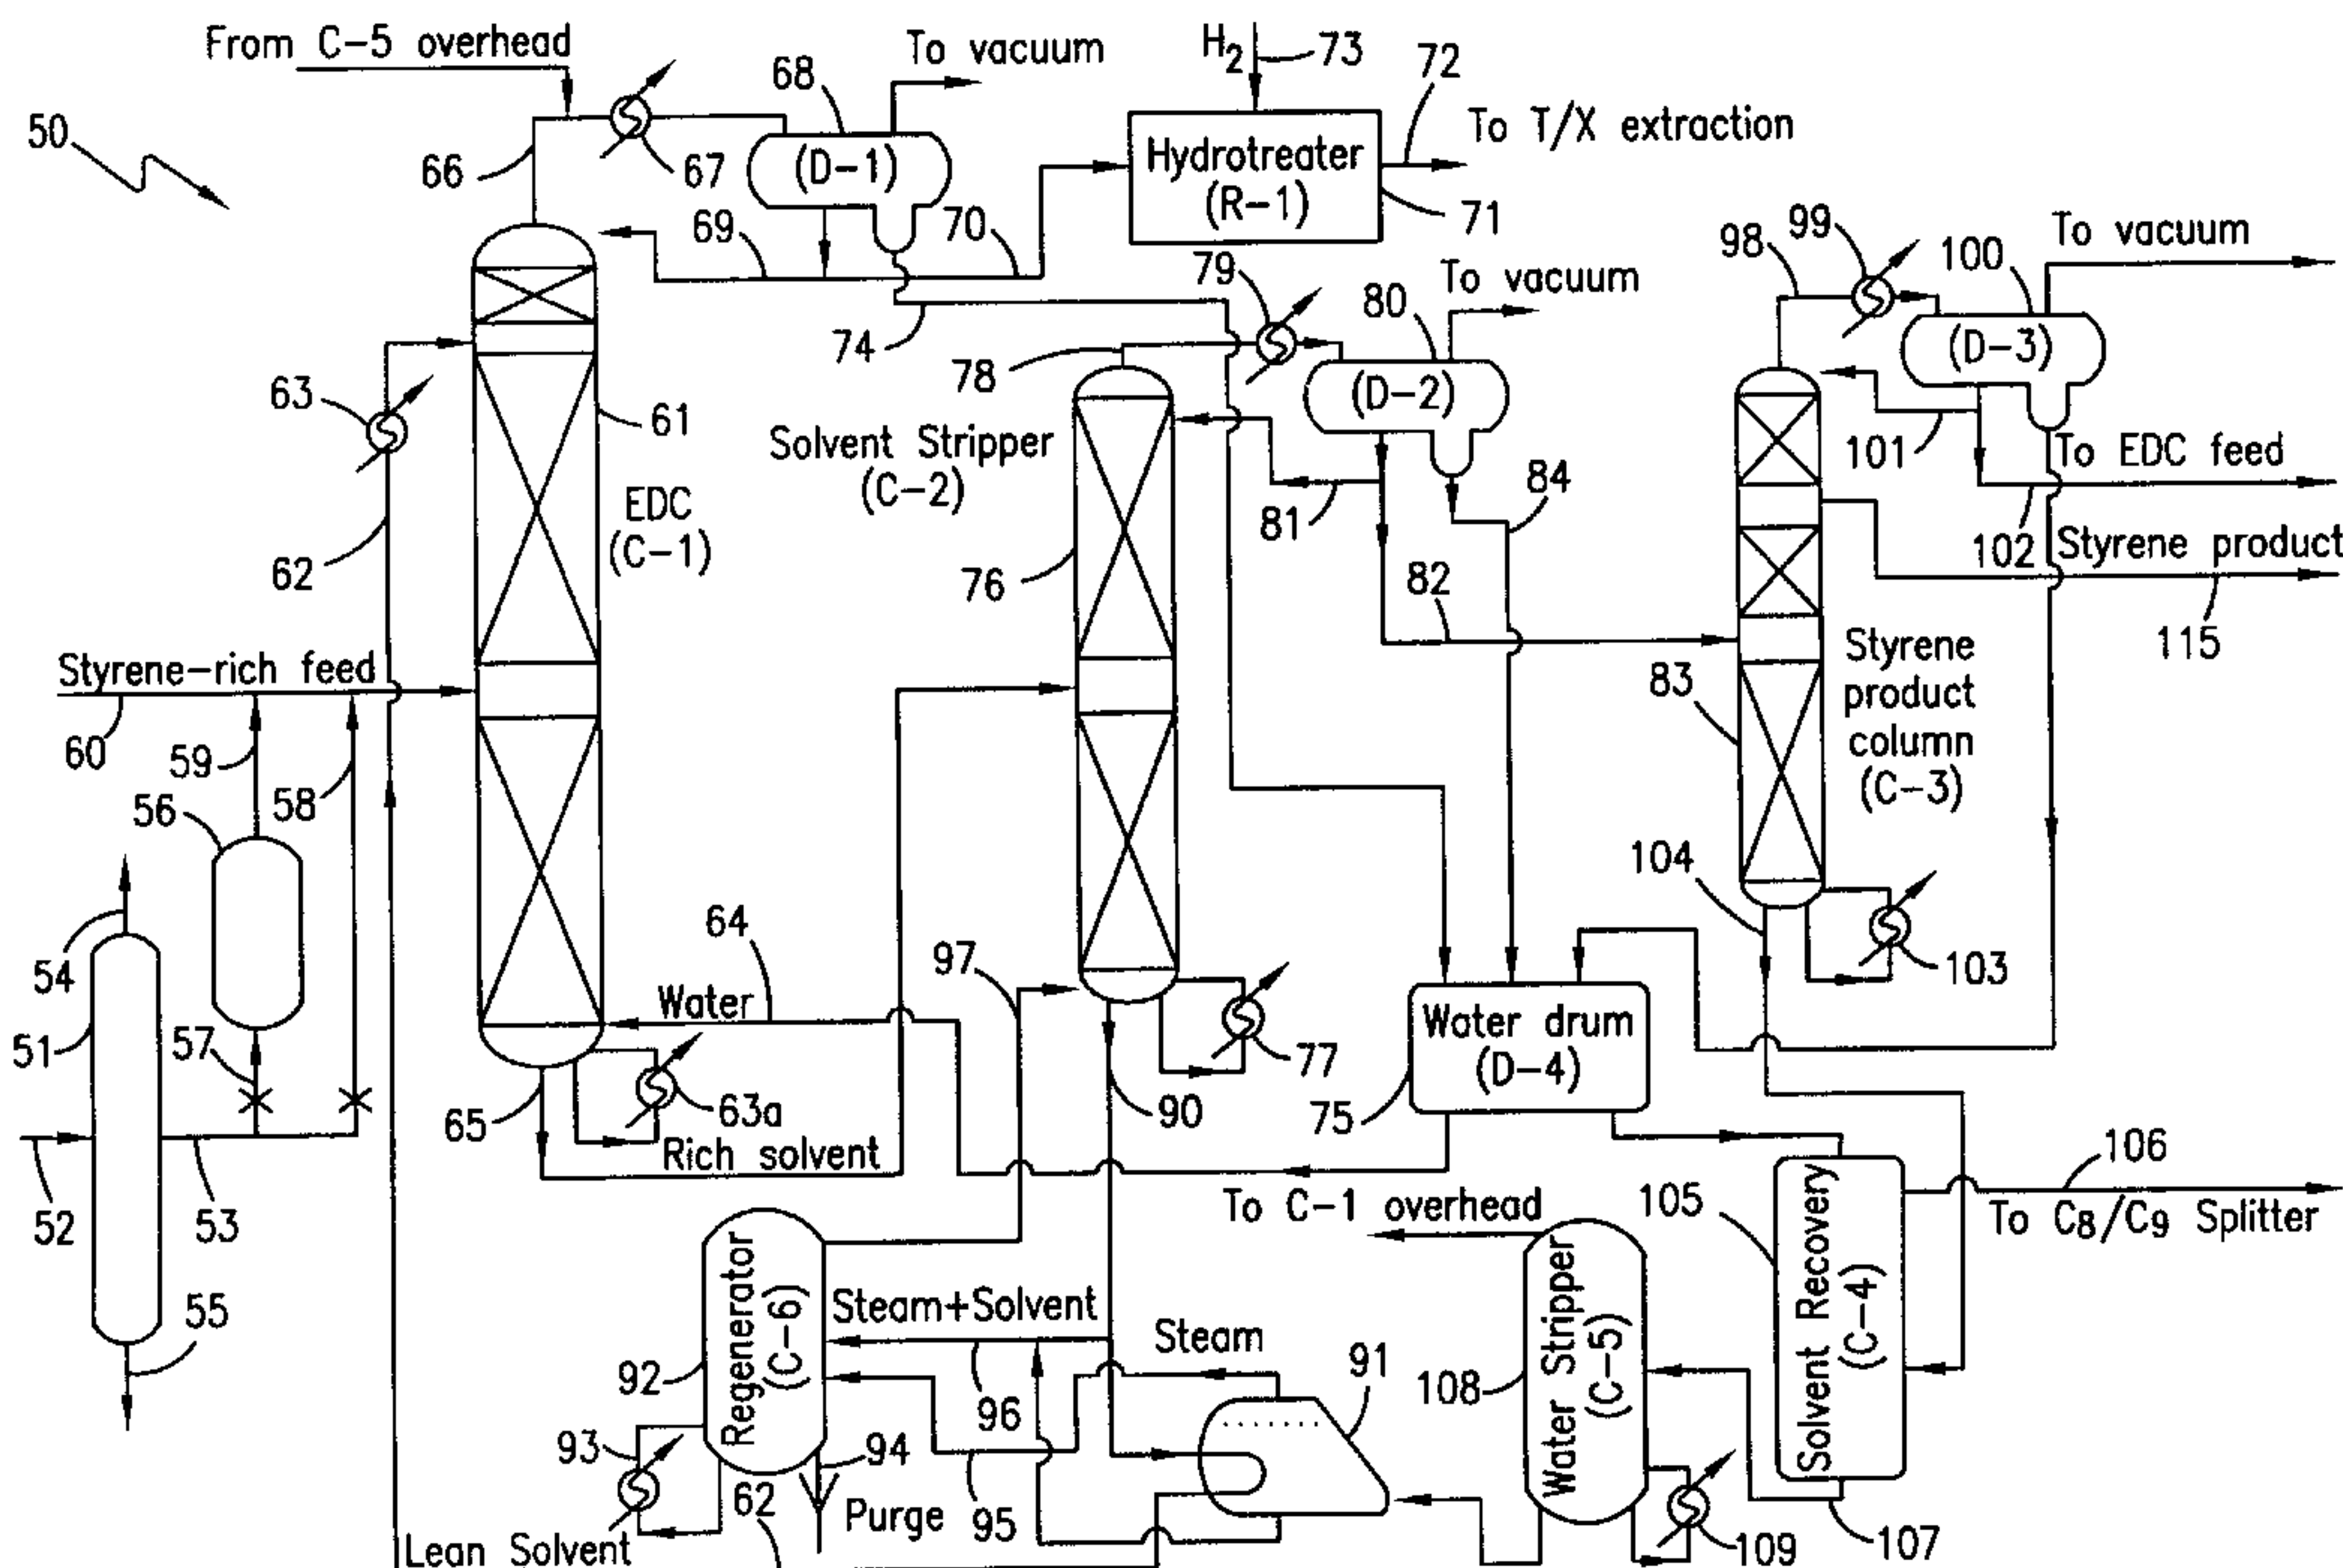 From C-5 overhead
To vacuum
68
H2
73
72
50
66
67
(D-1)
Hydrotreater
(R-1)
To T/X extraction
71
69
70
74
79
To vacuum
80
98
99
100
To vacuum
(D-3)
78
(D-2)
63
61
Solvent Stripper
(C-2)
81
84
101
To EDC feed
102
Styrene product
115
EDC
(C-1)
62
76
82
Styrene-rich feed
60
59
58
56
83
Styrene
product
column
(C-3)
54
51
57
52
53
55
64
Water
97
104
103
65
63a
Rich solvent
77
90
Water drum
(D-4)
75
106
To C8/C9 Splitter
105
Solvent Recovery
(C-4)
To C-1 overhead
Regenerator
(C-6)
92
Steam+Solvent
Steam
96
91
108
Water Stripper
(C-5)
93
94
95
62
Purge
Lean Solvent
109
107